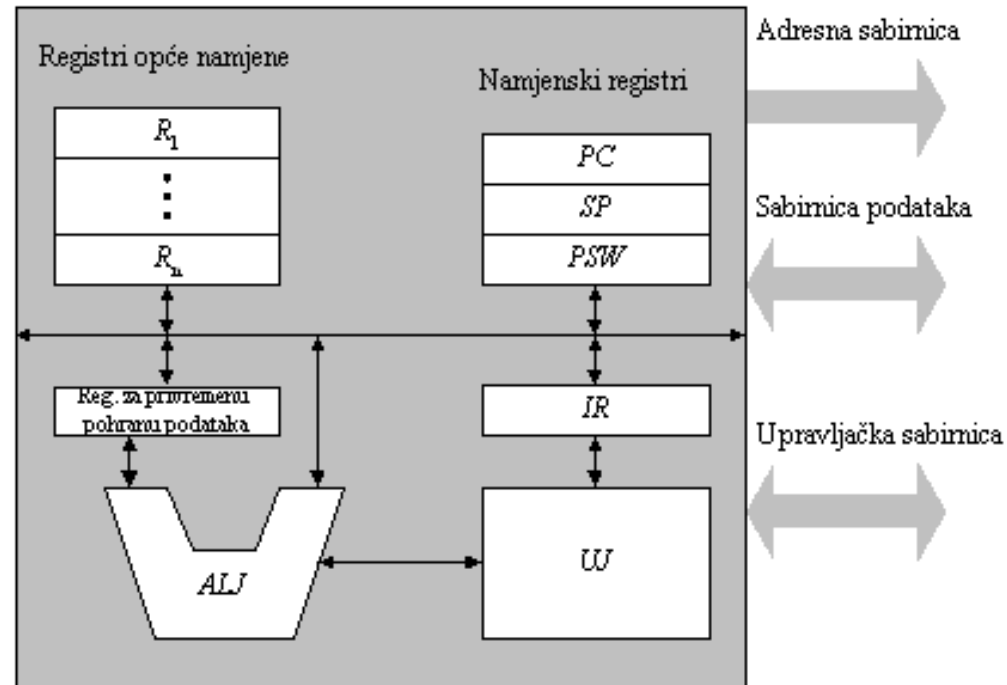 Registri opće namjene
R1
Rn
Reg. za privremenu
pohranu podataka
ALJ
Namjenski registri
PC
SP
PSW
IR
UJ
Adresna sabirnica
Sabirnica podataka
Upravljačka sabirnica